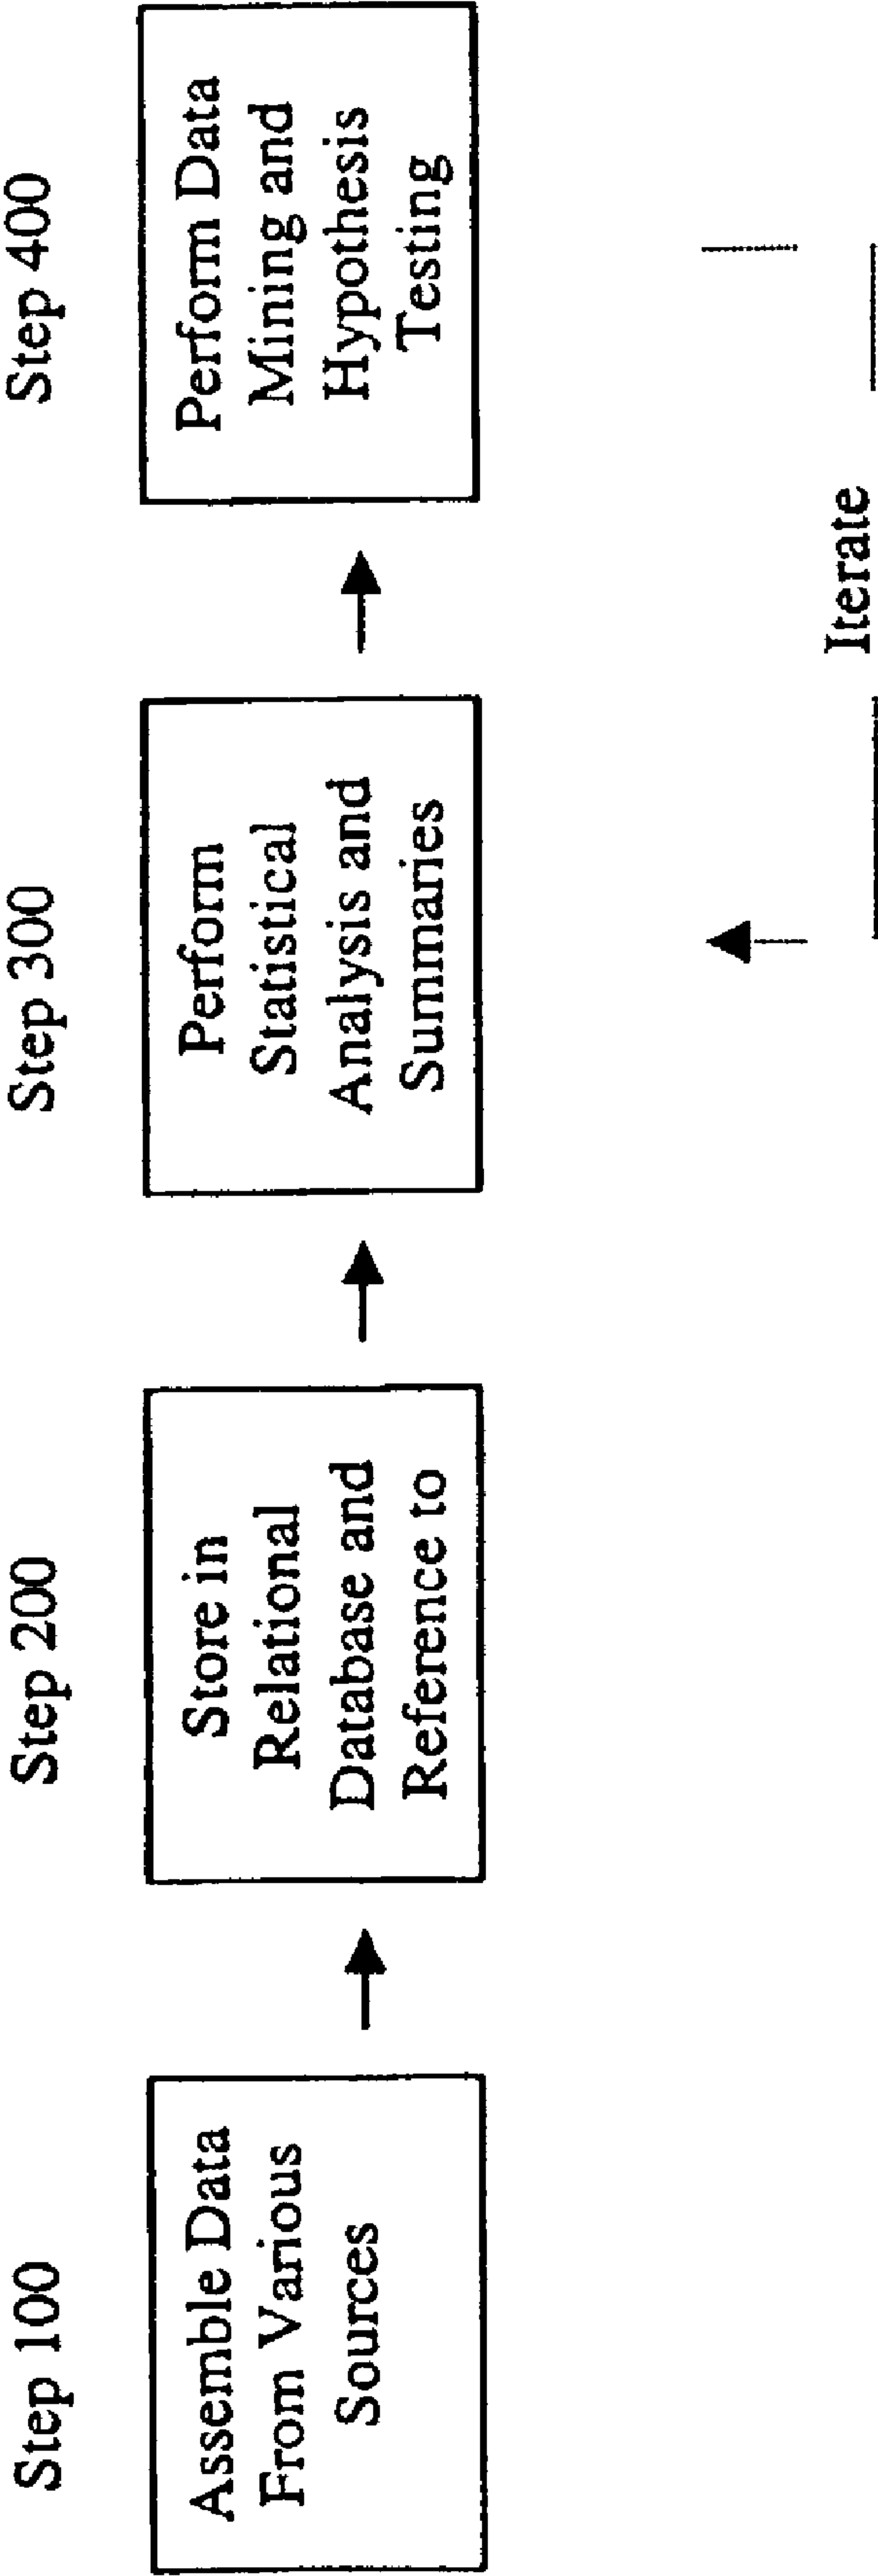 Step 100
Assemble Data
From Various
Sources
Step 200
Store in
Relational
Database and
Reference to
Step 300
Perform
Statistical
Analysis and
Summaries
Step 400
Perform Data
Mining and
Hypothesis
Testing
Iterate